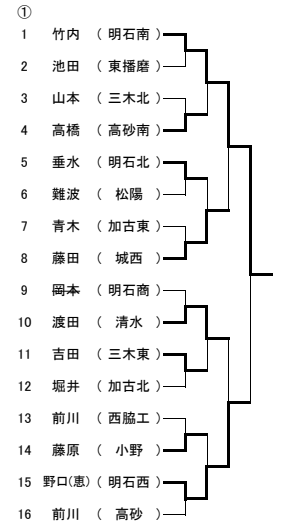 ①
1 竹内 ( 明石南 )
2 池田 ( 東播磨 )
3 山本 ( 三木北 )
4 高橋 ( 高砂南 )
5 垂水 ( 明石北 )
6 難波 ( 松陽 )
7 青木 ( 加古東 )
8 藤田 ( 城西 )
9 岡本 ( 明石商 )
10 渡田 ( 清水 )
11 吉田 ( 三木東 )
12 堀井 ( 加古北 )
13 前川 ( 西脇工 )
14 藤原 ( 小野 )
15 野口(恵) ( 明石西 )
16 前川 ( 高砂 )